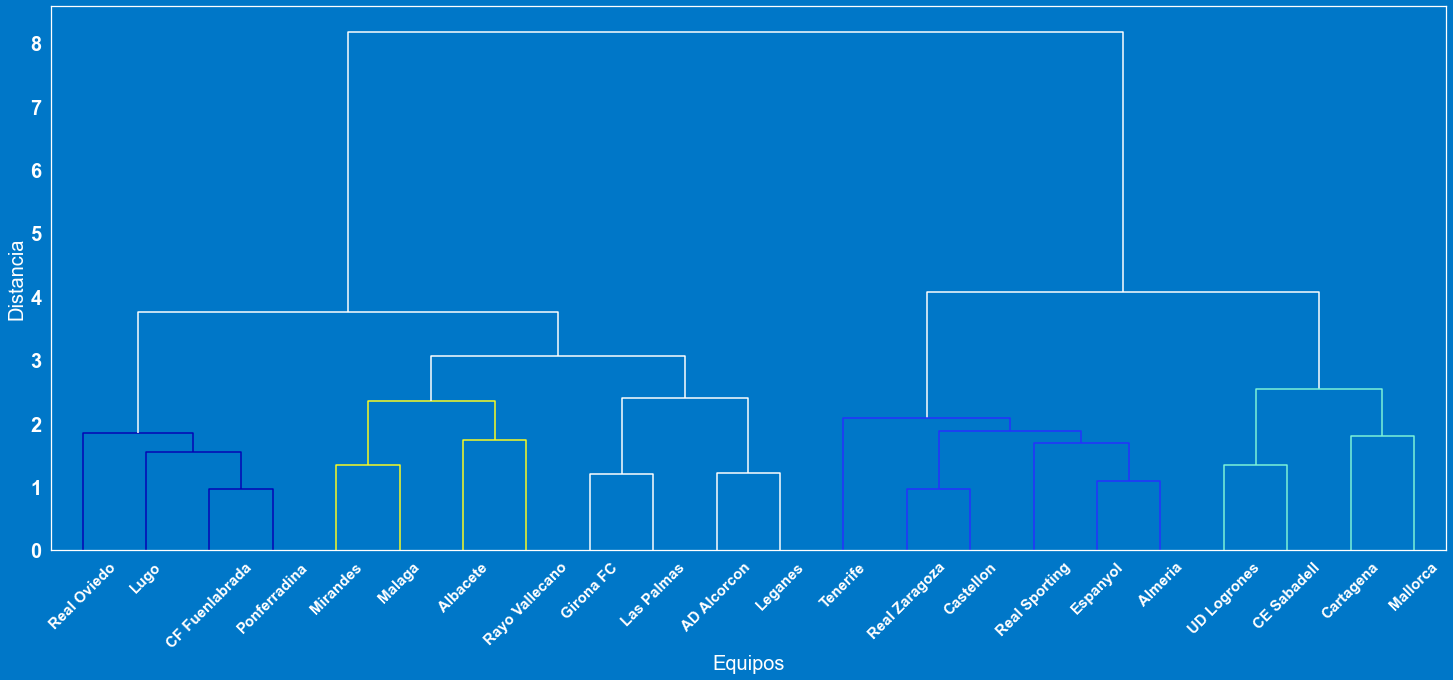 8
7
6
5
4
3
2
1
0
Distancia
Real Oviedo
Lugo
CF Fuenlabrada
Ponferradina
Mirandes
Malaga
Albacete
Rayo Vallecano
Girona FC
Las Palmas
AD Alcorcon
Leganes
Tenerife
Real Zaragoza
Castellon
Real Sporting
Espanyol
Almeria
UD Logrones
CE Sabadell
Cartagena
Mallorca
Equipos